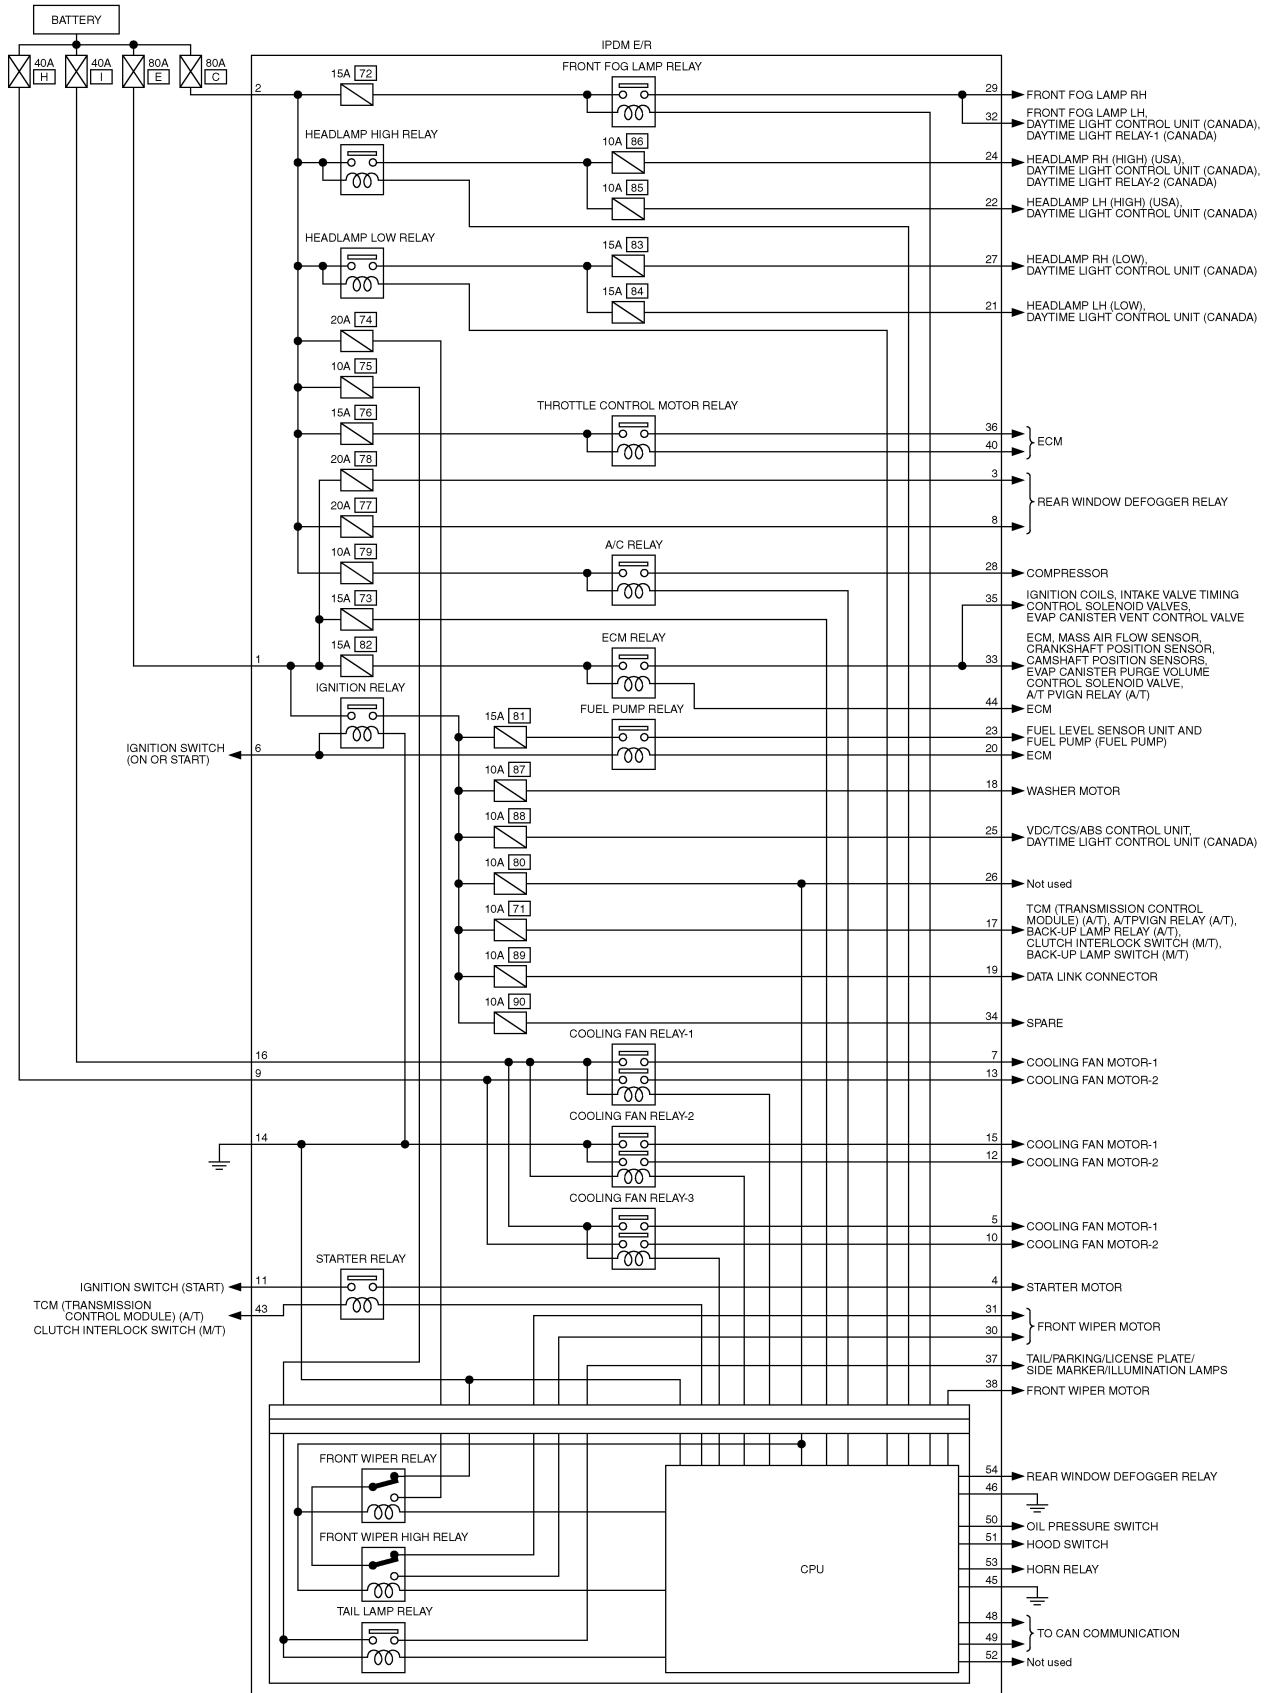 BATTERY
40A
H
40A
I
80A
E
80A
C
IPDM E/R
2
15A 72
FRONT FOG LAMP RELAY
29
FRONT FOG LAMP RH
32
FRONT FOG LAMP LH,
DAYTIME LIGHT CONTROL UNIT (CANADA),
DAYTIME LIGHT RELAY-1 (CANADA)
HEADLAMP HIGH RELAY
10A 86
24
HEADLAMP RH (HIGH) (USA),
DAYTIME LIGHT CONTROL UNIT (CANADA),
DAYTIME LIGHT RELAY-2 (CANADA)
10A 85
22
HEADLAMP LH (HIGH) (USA),
DAYTIME LIGHT CONTROL UNIT (CANADA)
HEADLAMP LOW RELAY
15A 83
27
HEADLAMP RH (LOW),
DAYTIME LIGHT CONTROL UNIT (CANADA)
15A 84
21
HEADLAMP LH (LOW),
DAYTIME LIGHT CONTROL UNIT (CANADA)
20A 74
10A 75
15A 76
THROTTLE CONTROL MOTOR RELAY
36
40
ECM
20A 78
3
20A 77
8
REAR WINDOW DEFOGGER RELAY
10A 79
A/C RELAY
28
COMPRESSOR
15A 73
35
IGNITION COILS, INTAKE VALVE TIMING
CONTROL SOLENOID VALVES,
EVAP CANISTER VENT CONTROL VALVE
1
15A 82
ECM RELAY
33
ECM, MASS AIR FLOW SENSOR,
CRANKSHAFT POSITION SENSOR,
CAMSHAFT POSITION SENSORS,
EVAP CANISTER PURGE VOLUME
CONTROL SOLENOID VALVE,
A/T PVIGN RELAY (A/T)
44
ECM
IGNITION RELAY
15A 81
FUEL PUMP RELAY
23
FUEL LEVEL SENSOR UNIT AND
FUEL PUMP (FUEL PUMP)
IGNITION SWITCH
(ON OR START)
6
20
ECM
10A 87
18
WASHER MOTOR
10A 88
25
VDC/TCS/ABS CONTROL UNIT,
DAYTIME LIGHT CONTROL UNIT (CANADA)
10A 80
26
Not used
10A 71
17
TCM (TRANSMISSION CONTROL
MODULE) (A/T), A/TPVIGN RELAY (A/T),
BACK-UP LAMP RELAY (A/T),
CLUTCH INTERLOCK SWITCH (M/T),
BACK-UP LAMP SWITCH (M/T)
10A 89
19
DATA LINK CONNECTOR
10A 90
34
SPARE
COOLING FAN RELAY-1
16
7
COOLING FAN MOTOR-1
9
13
COOLING FAN MOTOR-2
COOLING FAN RELAY-2
14
15
COOLING FAN MOTOR-1
12
COOLING FAN MOTOR-2
COOLING FAN RELAY-3
5
COOLING FAN MOTOR-1
10
COOLING FAN MOTOR-2
STARTER RELAY
IGNITION SWITCH (START)
11
4
STARTER MOTOR
TCM (TRANSMISSION
CONTROL MODULE) (A/T)
CLUTCH INTERLOCK SWITCH (M/T)
43
31
30
FRONT WIPER MOTOR
37
TAIL/PARKING/LICENSE PLATE/
SIDE MARKER/ILLUMINATION LAMPS
38
FRONT WIPER MOTOR
FRONT WIPER RELAY
FRONT WIPER HIGH RELAY
TAIL LAMP RELAY
CPU
54
REAR WINDOW DEFOGGER RELAY
46
50
OIL PRESSURE SWITCH
51
HOOD SWITCH
53
HORN RELAY
45
48
49
TO CAN COMMUNICATION
52
Not used